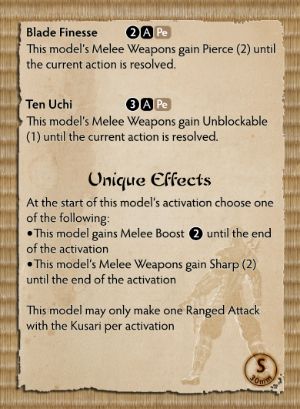 Blade Finesse 2 A Pe
This model's Melee Weapons gain Pierce (2) until
the current action is resolved.
Ten Uchi 3 A Pe
This model's Melee Weapons gain Unblockable
(1) until the current action is resolved.
Unique Effects
At the start of this model's activation choose one
of the following:
•This model gains Melee Boost 2 until the end
of the activation
•This model's Melee Weapons gain Sharp (2)
until the end of the activation
This model may only make one Ranged Attack
with the Kusari per activation
S
30mm